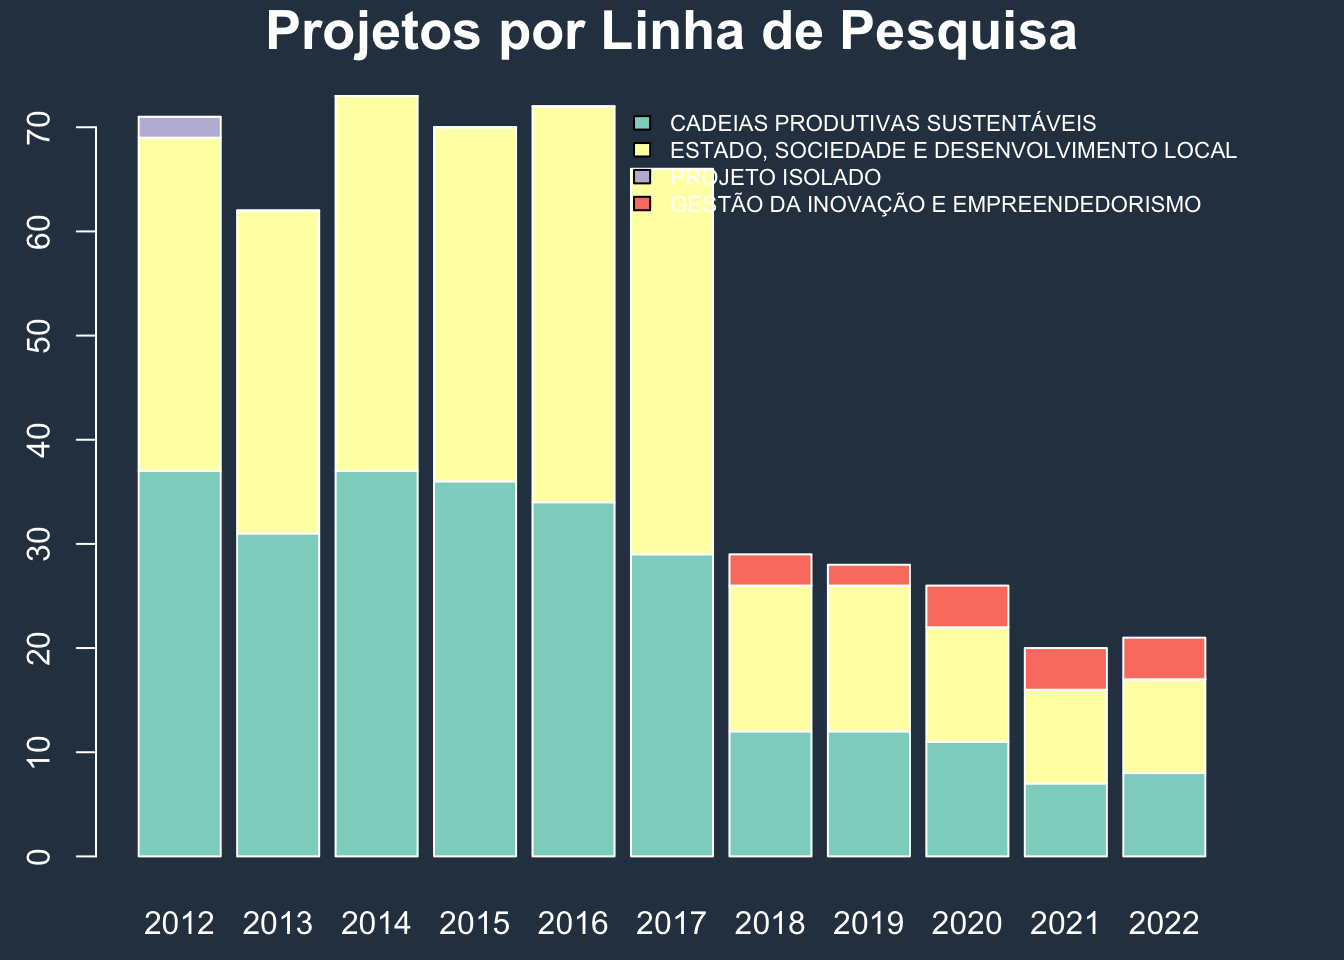 Projetos por Linha de Pesquisa
CADEIAS PRODUTIVAS SUSTENTÁVEIS
ESTADO, SOCIEDADE E DESENVOLVIMENTO LOCAL
PROJETO ISOLADO
GESTÃO DA INOVAÇÃO E EMPREENDEDORISMO
70
60
50
40
30
20
10
0
2012 2013 2014 2015 2016 2017 2018 2019 2020 2021 2022